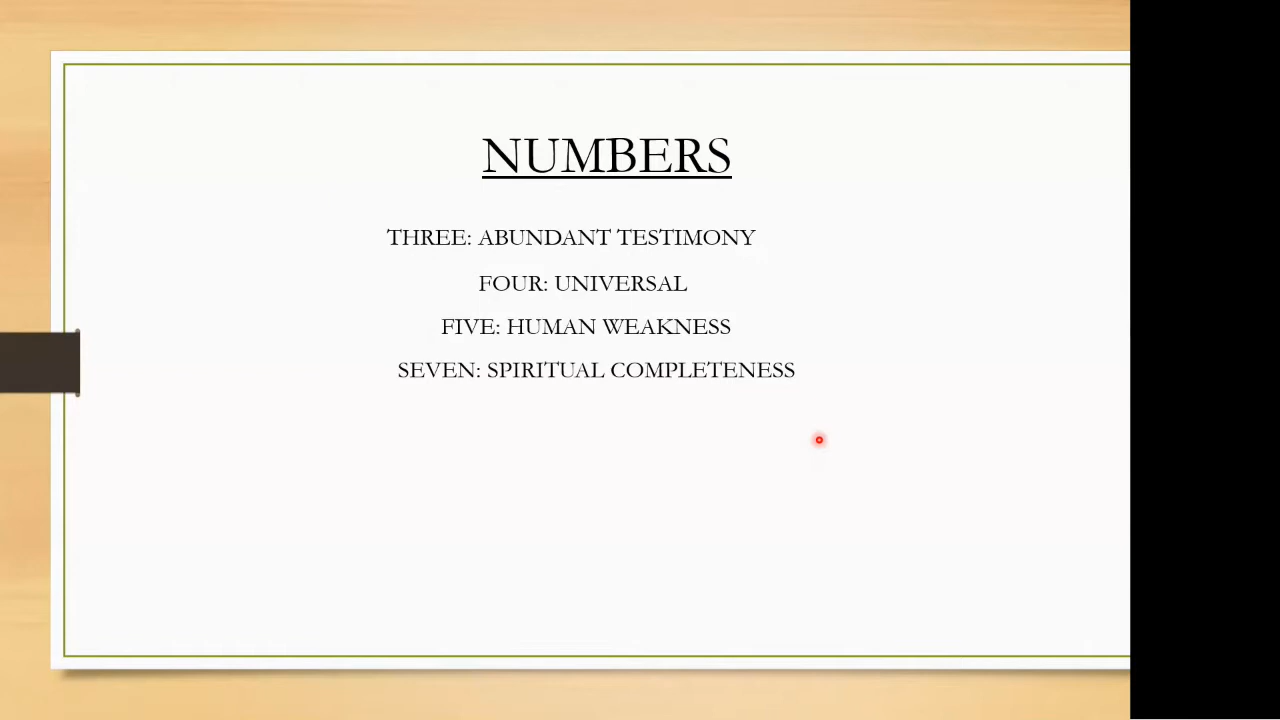 NUMBERS
THREE: ABUNDANT TESTIMONY
FOUR: UNIVERSAL
FIVE: HUMAN WEAKNESS
SEVEN: SPIRITUAL COMPLETENESS